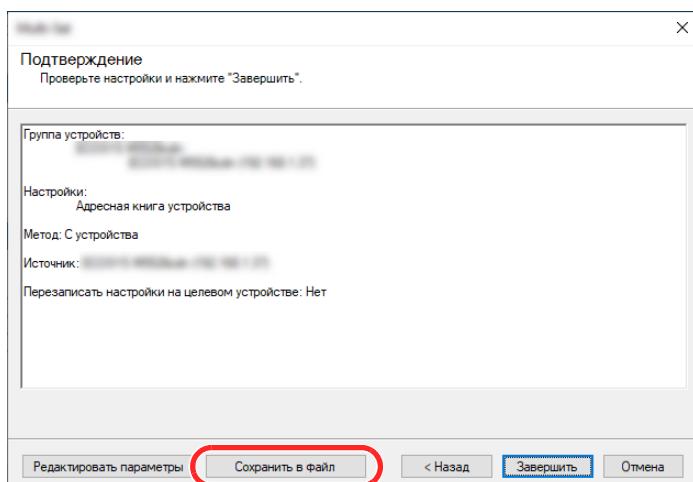 Подтверждение
Проверьте настройки и нажмите "Завершить".
Группа устройств:
Настройки:
Адресная книга устройства
Метод: С устройства
Источник:
Перезаписать настройки на целевом устройстве: Нет
Редактировать параметры Сохранить в файл < Назад Завершить Отмена